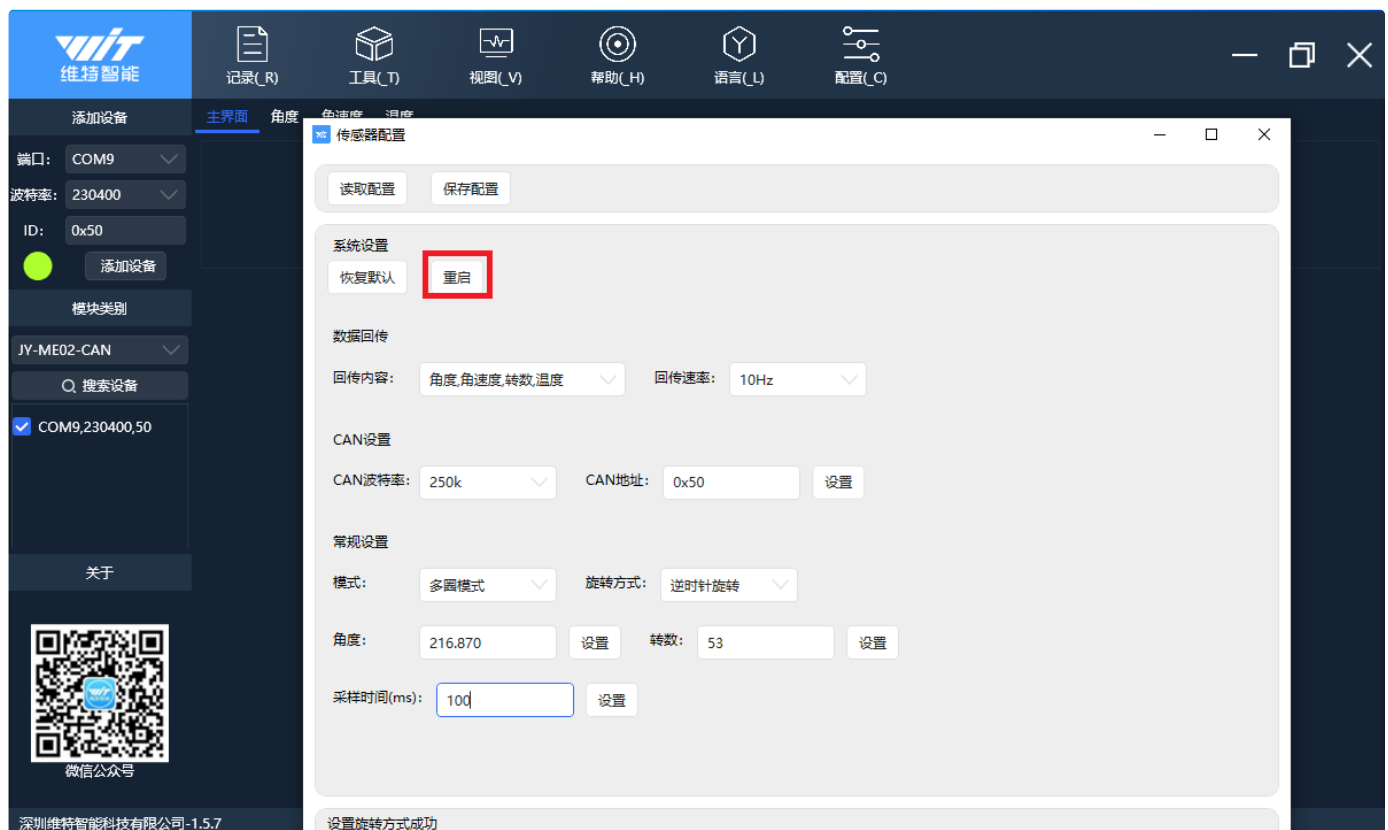 WIT
维特智能
记录(_R)
工具(_T)
视图(_V)
帮助(_H)
语言(_L)
配置(_C)
添加设备
主界面 角度 角速度 温度
端口： COM9
波特率： 230400
ID： 0x50
添加设备
模块类别
JY-ME02-CAN
搜索设备
COM9,230400,50
关于
微信公众号
深圳维特智能科技有限公司-1.5.7
传感器配置
读取配置 保存配置
系统设置
恢复默认 重启
数据回传
回传内容： 角度,角速度,转数,温度 回传速率： 10Hz
CAN设置
CAN波特率： 250k CAN地址： 0x50 设置
常规设置
模式： 多圈模式 旋转方式： 逆时针旋转
角度： 216.870 设置 转数： 53 设置
采样时间(ms)： 100 设置
设置旋转方式成功